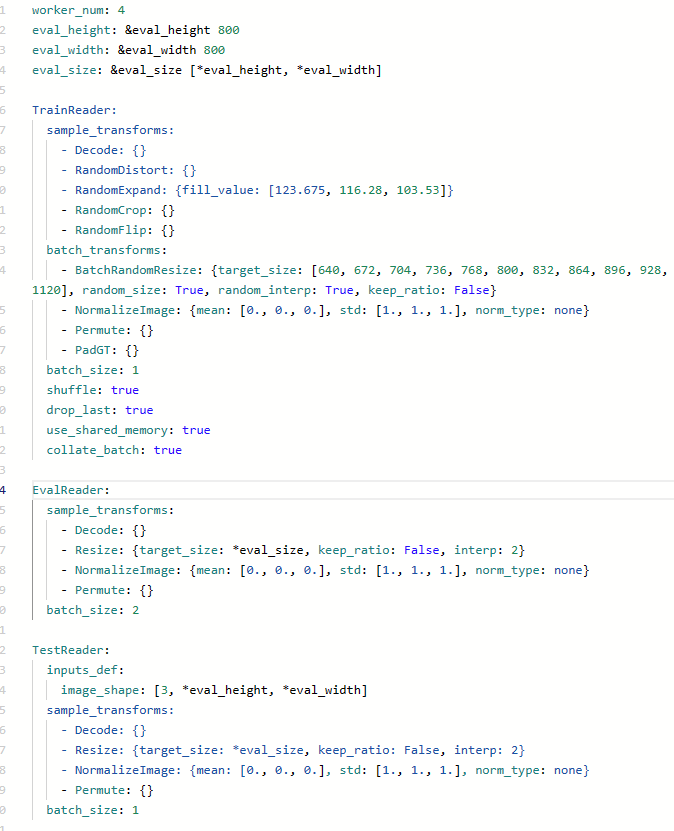 1 worker_num: 4
2 eval_height: &eval_height 800
3 eval_width: &eval_width 800
4 eval_size: &eval_size [*eval_height, *eval_width]
5
6 TrainReader:
7 sample_transforms:
8 - Decode: {}
9 - RandomDistort: {}
0 - RandomExpand: {fill_value: [123.675, 116.28, 103.53]}
1 - RandomCrop: {}
2 - RandomFlip: {}
3 batch_transforms:
4 - BatchRandomResize: {target_size: [640, 672, 704, 736, 768, 800, 832, 864, 896, 928,
1120], random_size: True, random_interp: True, keep_ratio: False}
5 - NormalizeImage: {mean: [0., 0., 0.], std: [1., 1., 1.], norm_type: none}
6 - Permute: {}
7 - PadGT: {}
8 batch_size: 1
9 shuffle: true
0 drop_last: true
1 use_shared_memory: true
2 collate_batch: true
3
4 EvalReader:
5 sample_transforms:
6 - Decode: {}
7 - Resize: {target_size: *eval_size, keep_ratio: False, interp: 2}
8 - NormalizeImage: {mean: [0., 0., 0.], std: [1., 1., 1.], norm_type: none}
9 - Permute: {}
0 batch_size: 2
1
2 TestReader:
3 inputs_def:
4 image_shape: [3, *eval_height, *eval_width]
5 sample_transforms:
6 - Decode: {}
7 - Resize: {target_size: *eval_size, keep_ratio: False, interp: 2}
8 - NormalizeImage: {mean: [0., 0., 0.], std: [1., 1., 1.], norm_type: none}
9 - Permute: {}
0 batch_size: 1
1